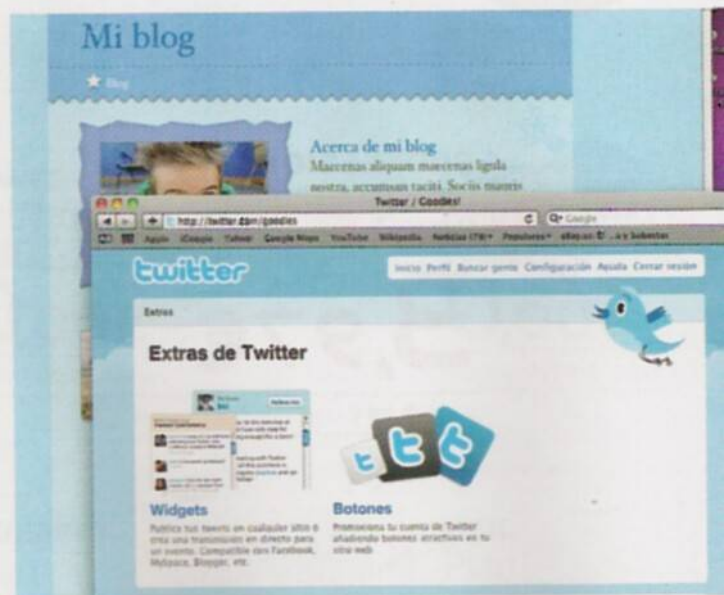 Mi blog
Blog
Acerca de mi blog
Maecenas aliquam maecenas ligula
nostra, accumsan taciti. Sociis mauris
Twitter / Goodies!
http://twitter.com/goodies
Google
Apple iGoogle Yahoo! Google Maps YouTube Wikipedia Noticias Populares
twitter
Inicio Perfil Buscar gente Configuración Ayuda Cerrar sesión
Extras
Extras de Twitter
Widgets
Publica tus tweets en cualquier sitio o
crea una transmisión en directo para
un evento. Compatible con Facebook,
MySpace, Blogger, etc.
Botones
Promociona tu cuenta de Twitter
añadiendo botones atractivos en tu
sitio web